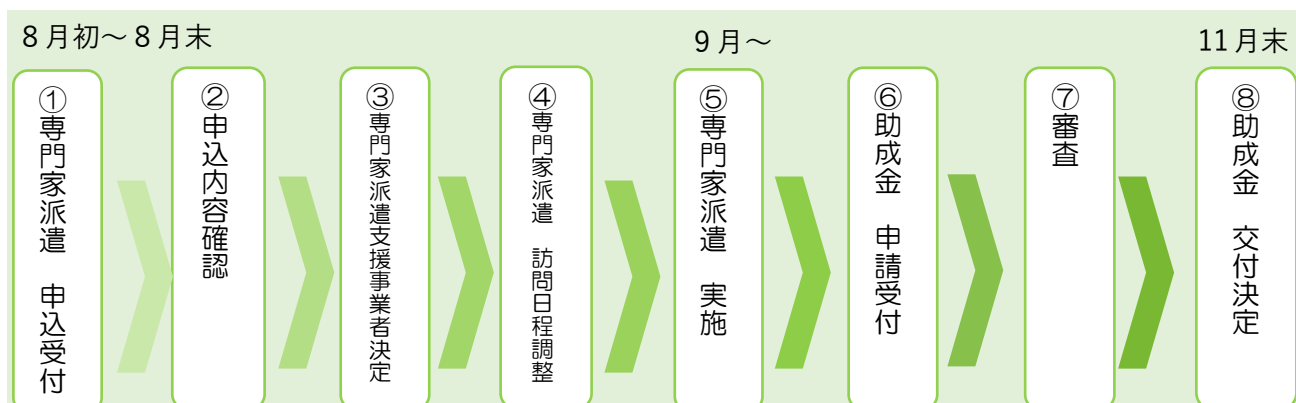 8月初～8月末
9月～
11月末
①専門家派遣　申込受付
②申込内容確認
③専門家派遣支援事業者決定
④専門家派遣　訪問日程調整
⑤専門家派遣　実施
⑥助成金　申請受付
⑦審査
⑧助成金　交付決定